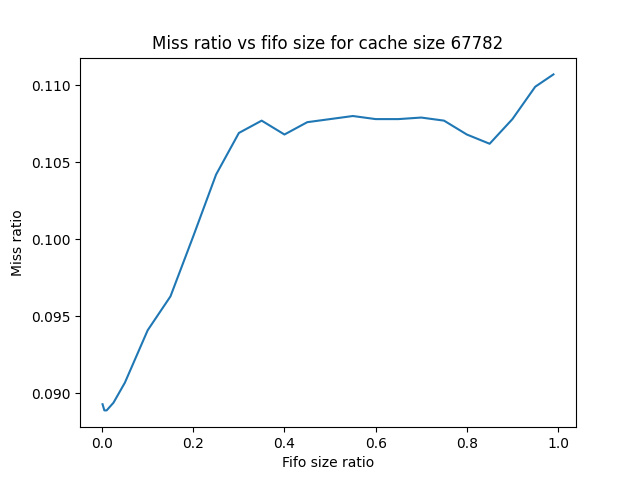 Miss ratio vs fifo size for cache size 67782
0.110
0.105
0.100
0.095
0.090
Miss ratio
0.0 0.2 0.4 0.6 0.8 1.0
Fifo size ratio